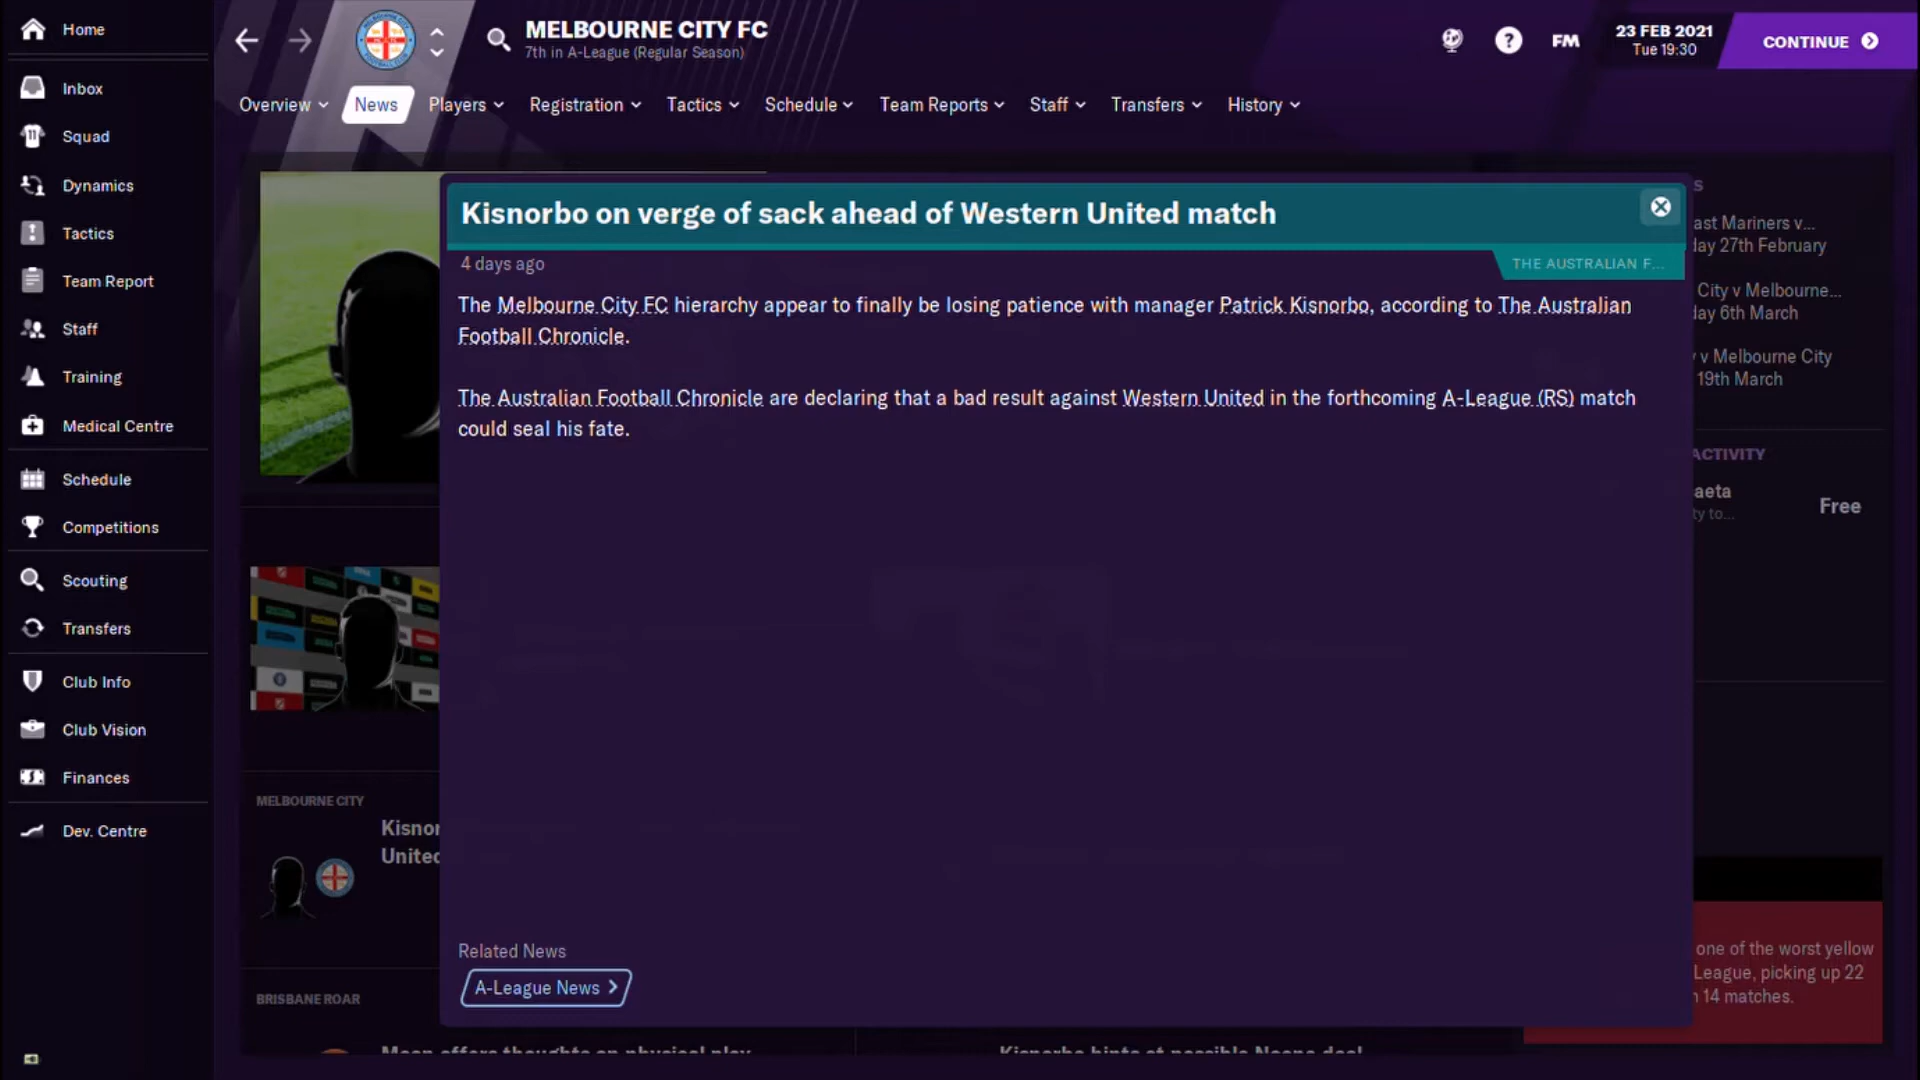 Home
MELBOURNE CITY FC
7th in A-League (Regular Season)
FM
23 FEB 2021
Tue 19:30
CONTINUE
Overview
News
Players
Registration
Tactics
Schedule
Team Reports
Staff
Transfers
History
Inbox
Squad
Dynamics
Tactics
Team Report
Staff
Training
Medical Centre
Schedule
Competitions
Scouting
Transfers
Club Info
Club Vision
Finances
Dev. Centre
Kisnorbo on verge of sack ahead of Western United match
4 days ago
THE AUSTRALIAN F...
The Melbourne City FC hierarchy appear to finally be losing patience with manager Patrick Kisnorbo, according to The Australian
Football Chronicle.
The Australian Football Chronicle are declaring that a bad result against Western United in the forthcoming A-League (RS) match
could seal his fate.
Related News
A-League News
S
ast Mariners v...
lay 27th February
City v Melbourne...
lay 6th March
v Melbourne City
19th March
ACTIVITY
aeta
ty to...
Free
MELBOURNE CITY
Kisnor
United
BRISBANE ROAR
one of the worst yellow
League, picking up 22
14 matches.